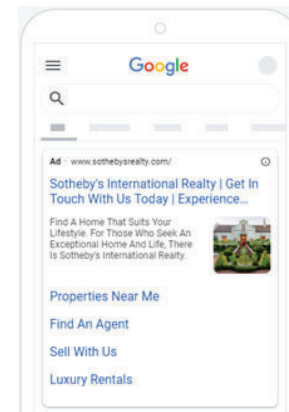 Google
Ad · www.sothebysrealty.com/
Sotheby's International Realty | Get In
Touch With Us Today | Experience...
Find A Home That Suits Your
Lifestyle. For Those Who Seek An
Exceptional Home And Life, There
Is Sotheby's International Realty.
Properties Near Me
Find An Agent
Sell With Us
Luxury Rentals